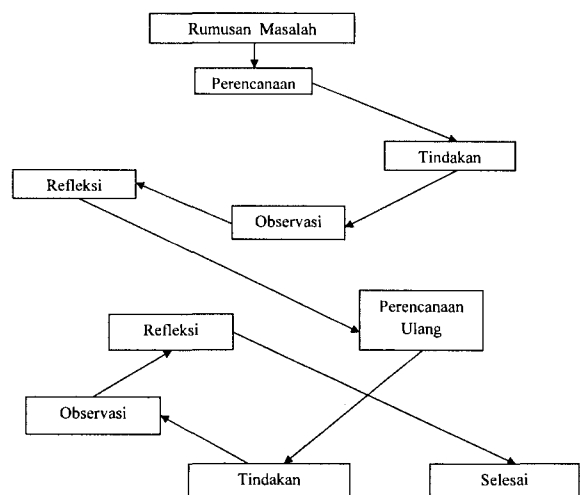 Rumusan Masalah
Perencanaan
Tindakan
Refleksi
Observasi
Perencanaan
Ulang
Refleksi
Observasi
Tindakan
Selesai